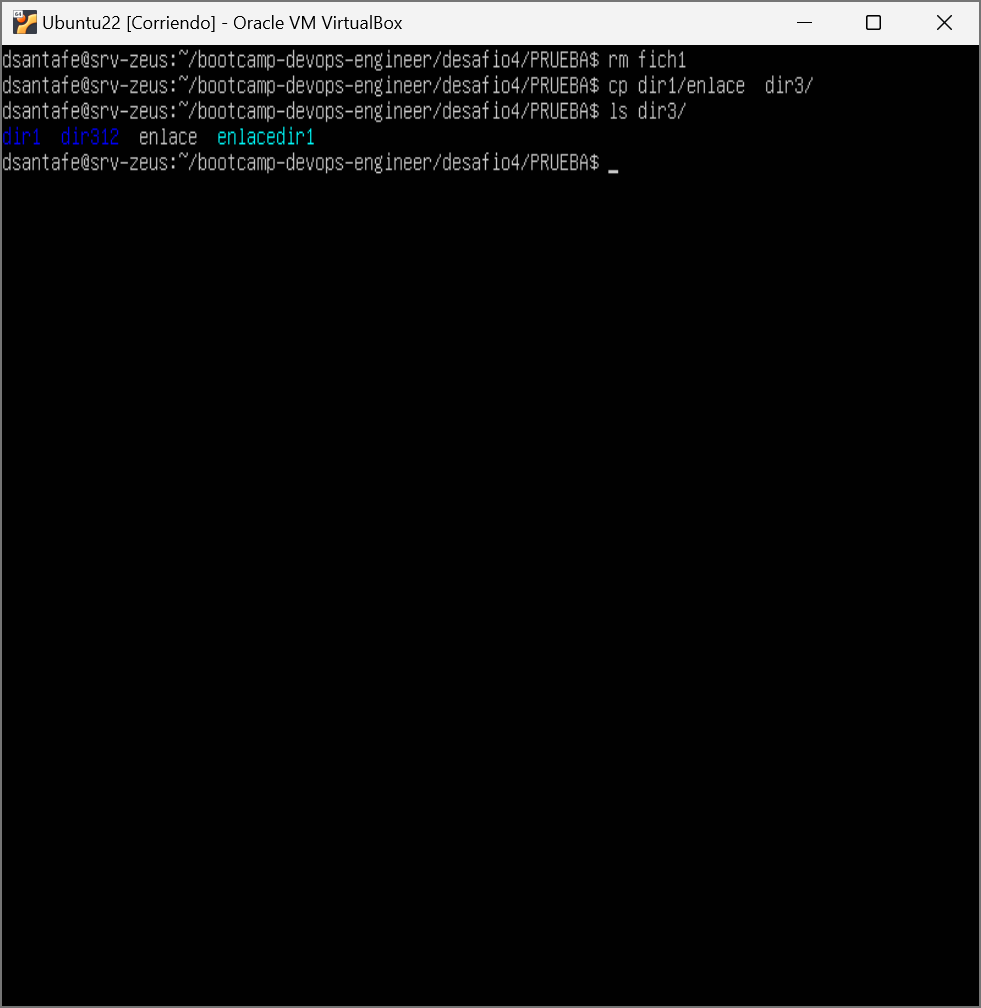 Ubuntu22 [Corriendo] - Oracle VM VirtualBox
dsantafe@srv-zeus:~/bootcamp-devops-engineer/desafio4/PRUEBA$ rm fich1
dsantafe@srv-zeus:~/bootcamp-devops-engineer/desafio4/PRUEBA$ cp dir1/enlace  dir3/
dsantafe@srv-zeus:~/bootcamp-devops-engineer/desafio4/PRUEBA$ ls dir3/
dir1  dir312  enlace  enlacedir1
dsantafe@srv-zeus:~/bootcamp-devops-engineer/desafio4/PRUEBA$ _